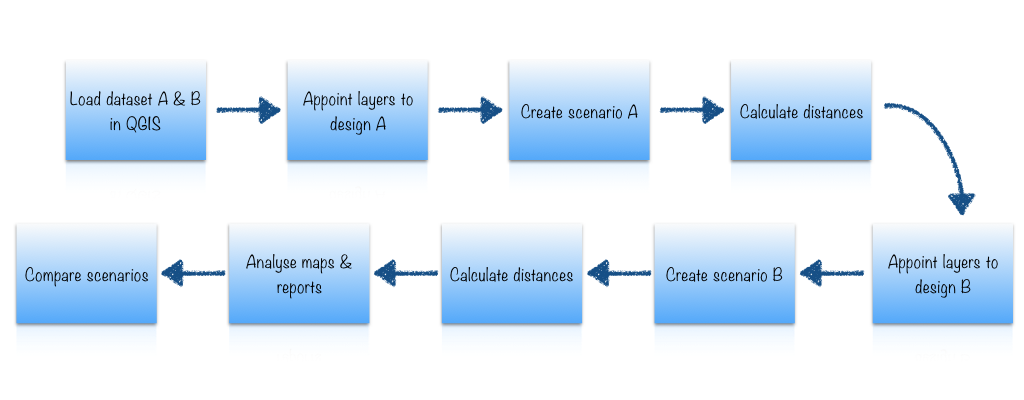 Load dataset A & B
in QGIS
Appoint layers to
design A
Create scenario A
Calculate distances
Appoint layers to
design B
Create scenario B
Calculate distances
Analyse maps &
reports
Compare scenarios